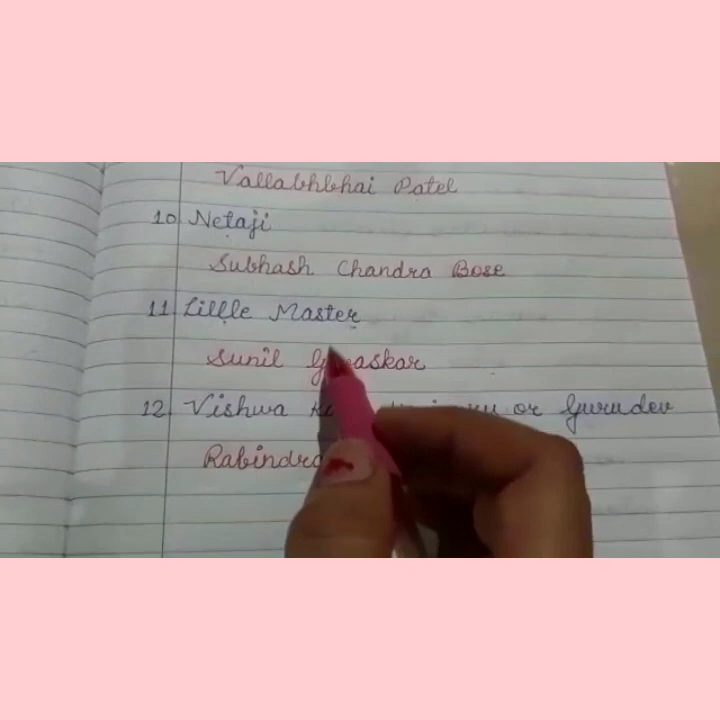 Vallabhbhai Patel
10 Netaji
Subhash Chandra Bose
11 Little Master
Sunil
12 Vishwa or Gurudev